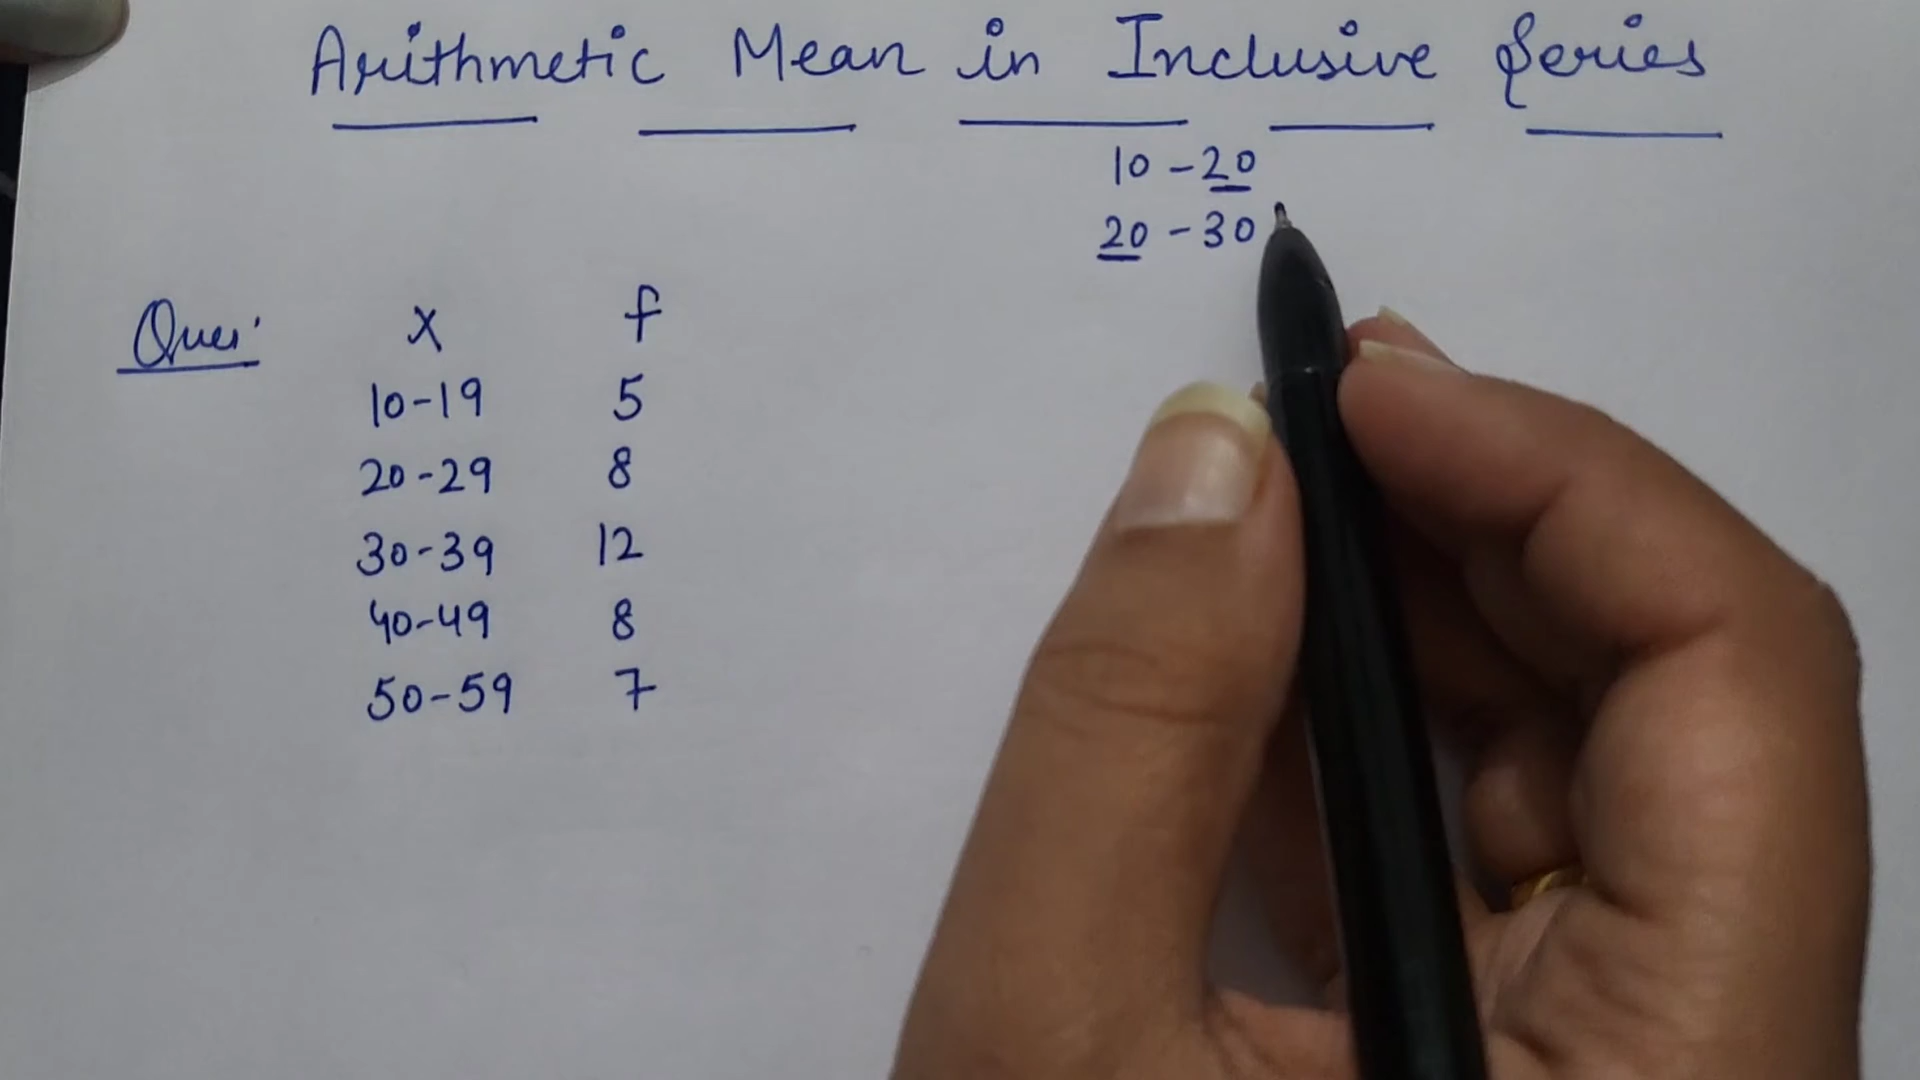 Arithmetic Mean in Inclusive Series
10 - 20
20 - 30
Ques: X f
10-19 5
20-29 8
30-39 12
40-49 8
50-59 7